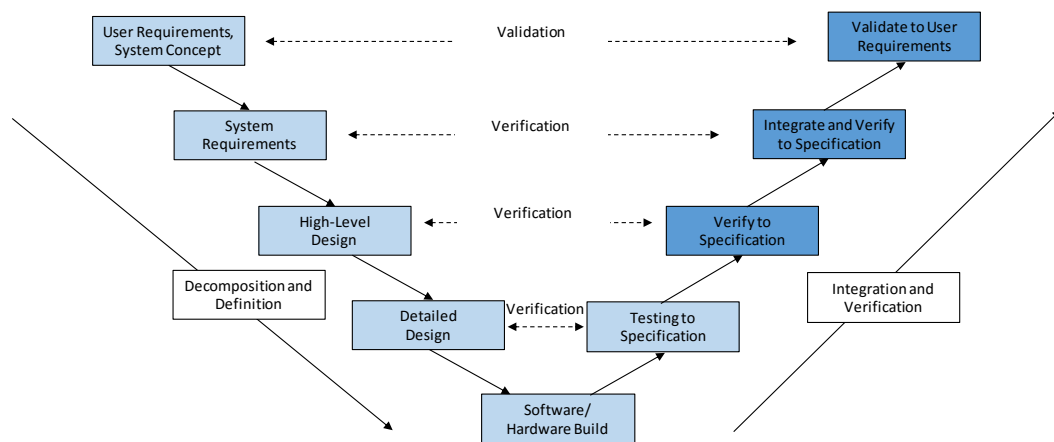 User Requirements,
System Concept
Validation
Validate to User
Requirements
System
Requirements
Verification
Integrate and Verify
to Specification
High-Level
Design
Verification
Verify to
Specification
Decomposition and
Definition
Integration and
Verification
Detailed
Design
Verification
Testing to
Specification
Software/
Hardware Build